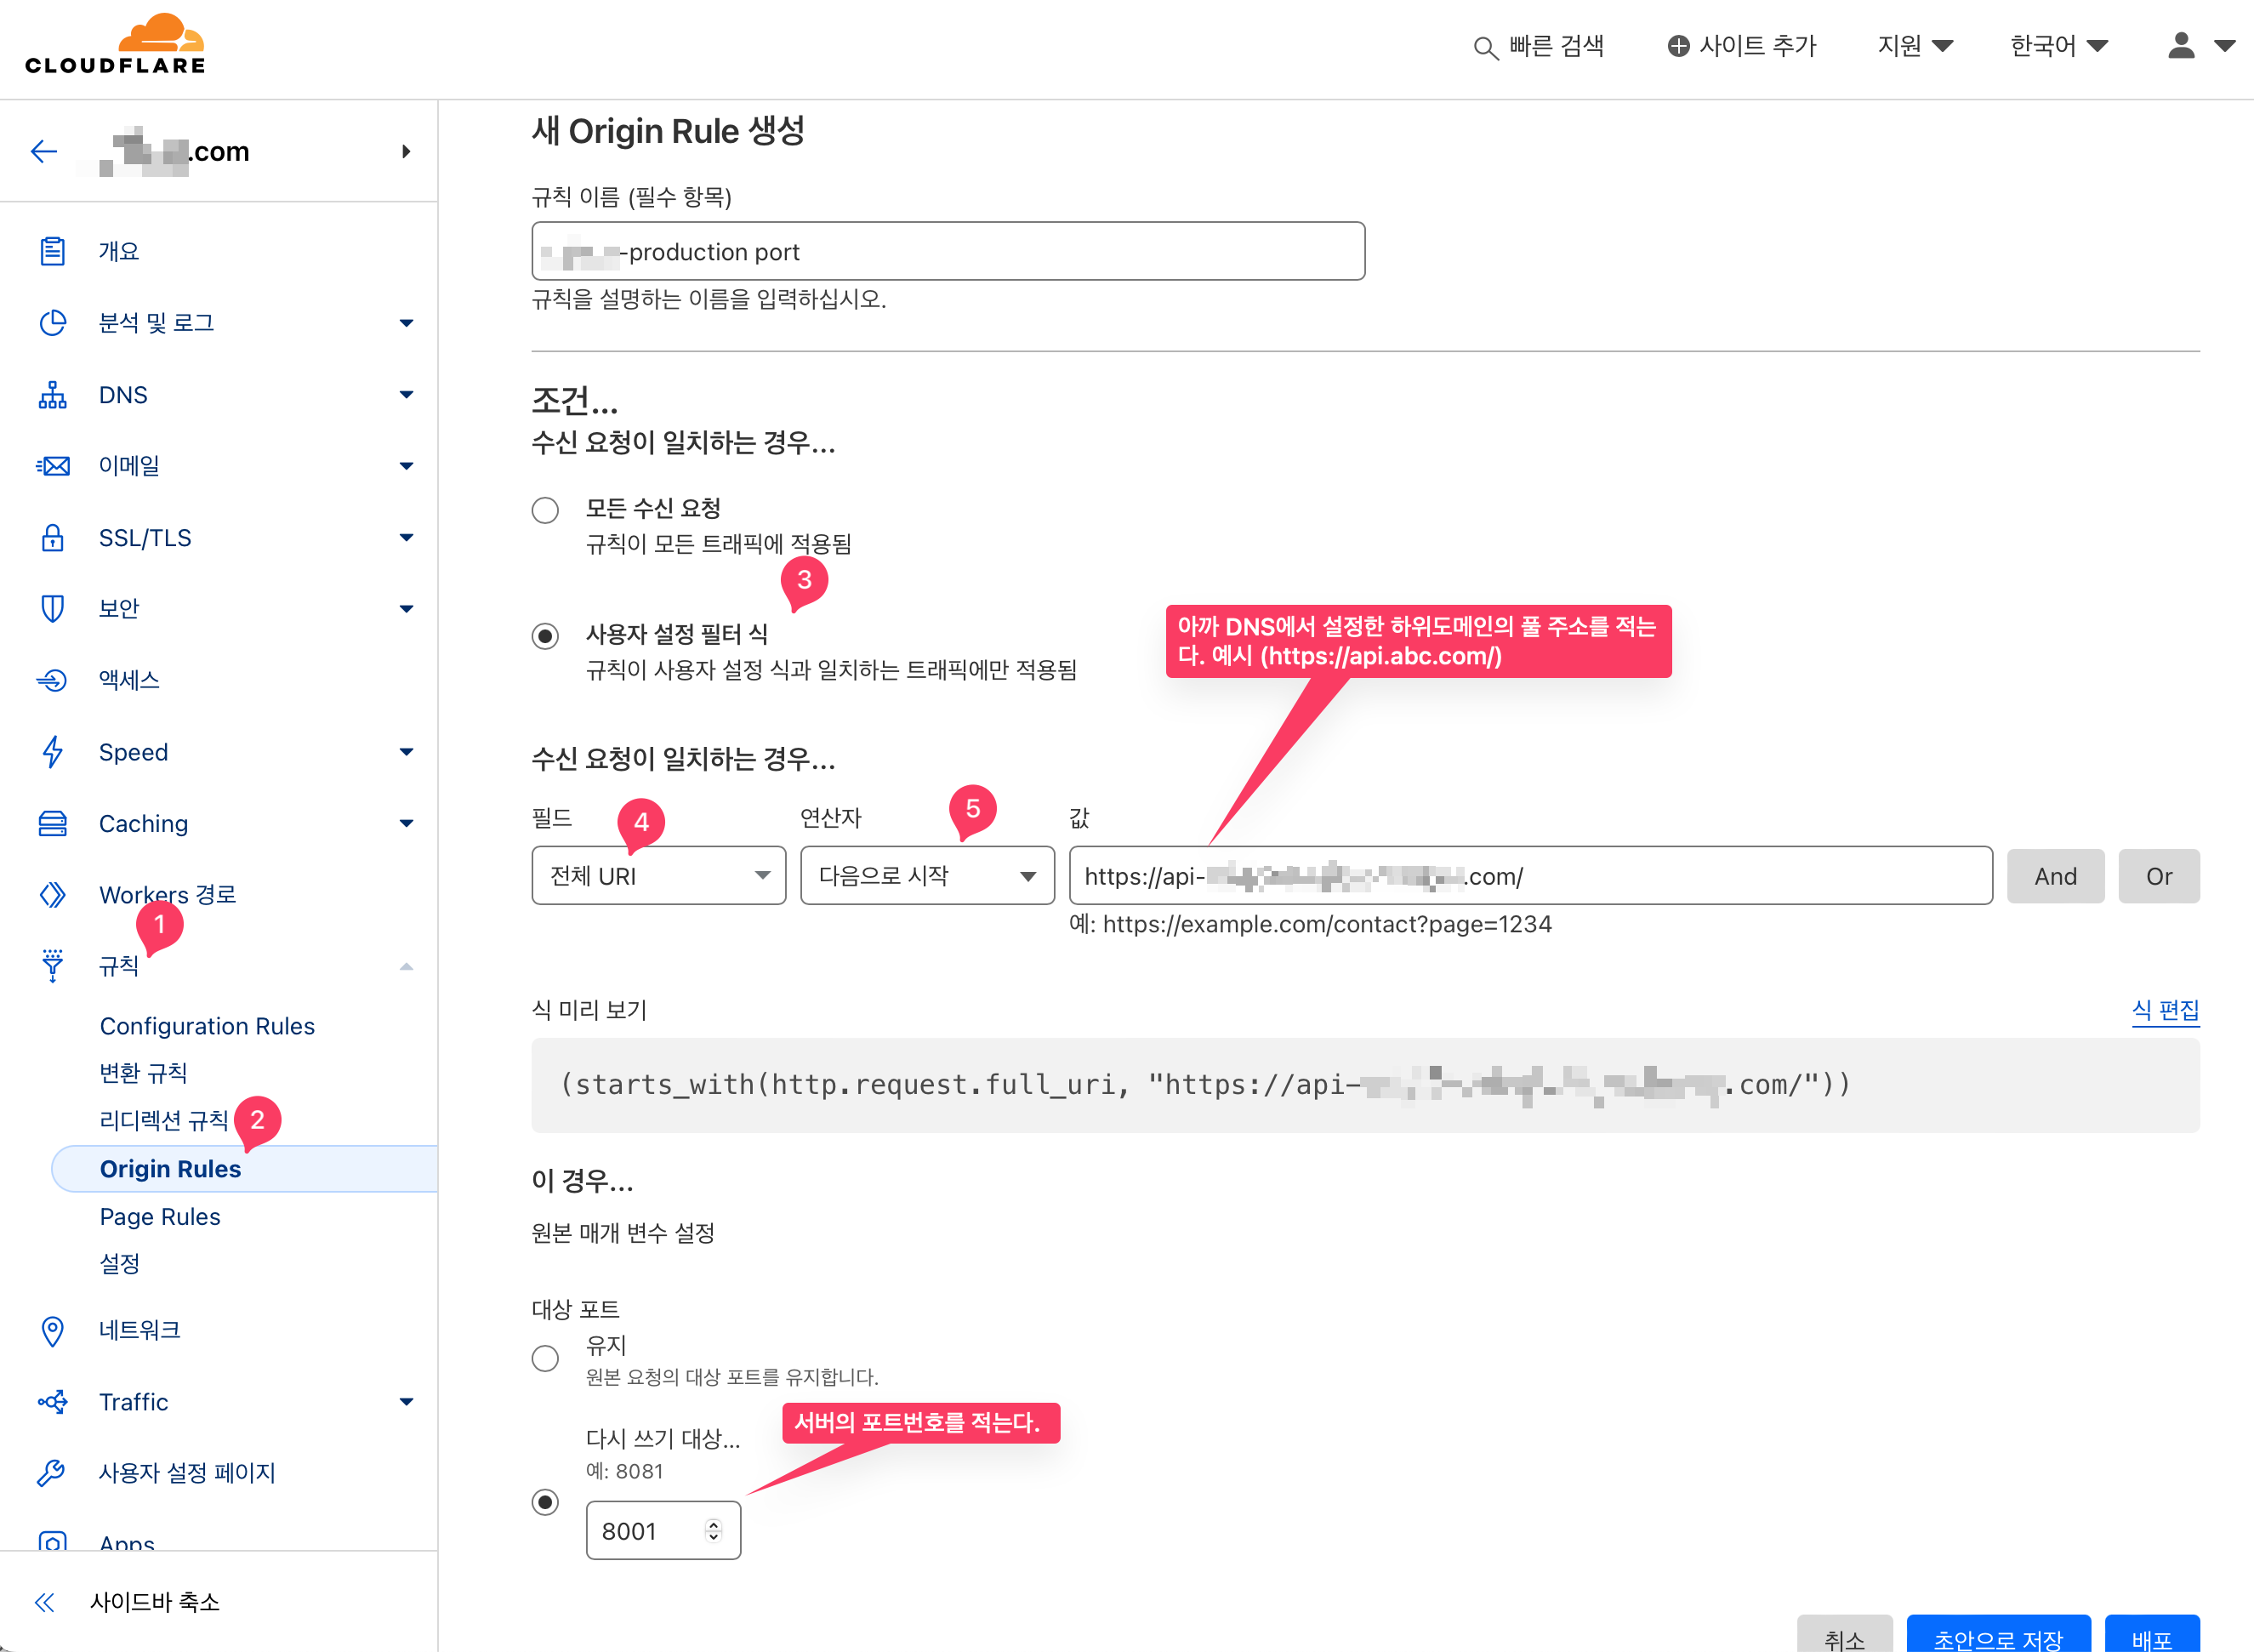 CLOUDFLARE
빠른 검색
사이트 추가
지원
한국어
.com
개요
분석 및 로그
DNS
이메일
SSL/TLS
보안
액세스
Speed
Caching
Workers 경로
1
규칙
Configuration Rules
변환 규칙
리디렉션 규칙
2
Origin Rules
Page Rules
설정
네트워크
Traffic
사용자 설정 페이지
Apps
사이드바 축소
새 Origin Rule 생성
규칙 이름 (필수 항목)
-production port
규칙을 설명하는 이름을 입력하십시오.
조건...
수신 요청이 일치하는 경우...
모든 수신 요청
규칙이 모든 트래픽에 적용됨
3
사용자 설정 필터 식
규칙이 사용자 설정 식과 일치하는 트래픽에만 적용됨
아까 DNS에서 설정한 하위도메인의 풀 주소를 적는
다. 예시 (https://api.abc.com/)
수신 요청이 일치하는 경우...
필드
4
연산자
5
값
전체 URI
다음으로 시작
https://api-
.com/
And
Or
예: https://example.com/contact?page=1234
식 미리 보기
식 편집
(starts_with(http.request.full_uri, "https://api-
.com/"))
이 경우...
원본 매개 변수 설정
대상 포트
유지
원본 요청의 대상 포트를 유지합니다.
서버의 포트번호를 적는다.
다시 쓰기 대상...
예: 8081
8001
취소
초안으로 저장
배포